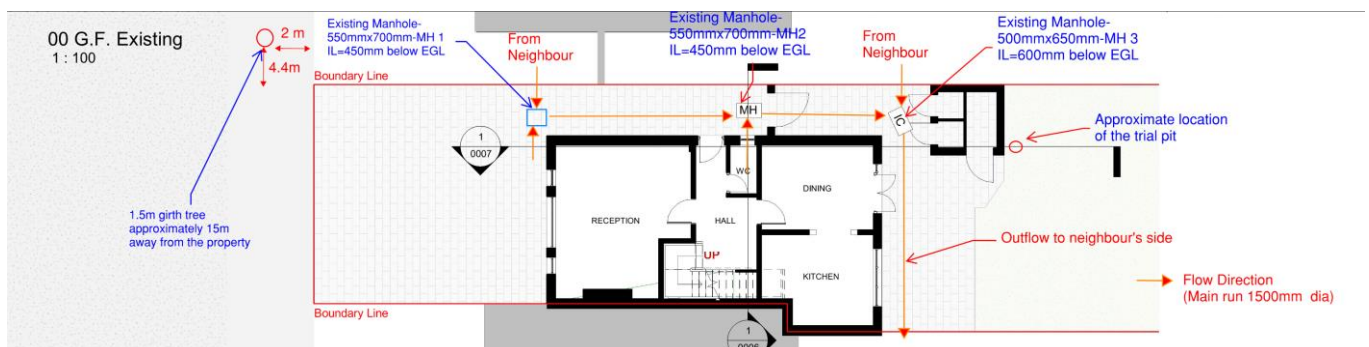 00 G.F. Existing
1 : 100
2 m
4.4m
Existing Manhole-
550mmx700mm-MH 1
IL=450mm below EGL
From
Neighbour
Existing Manhole-
550mmx700mm-MH2
IL=450mm below EGL
From
Neighbour
Existing Manhole-
500mmx650mm-MH 3
IL=600mm below EGL
Boundary Line
MH
IC
Approximate location
of the trial pit
1
0007
WC
DINING
1.5m girth tree
approximately 15m
away from the property
RECEPTION
HALL
Outflow to neighbour's side
UP
KITCHEN
Flow Direction
(Main run 1500mm dia)
Boundary Line
1
0006